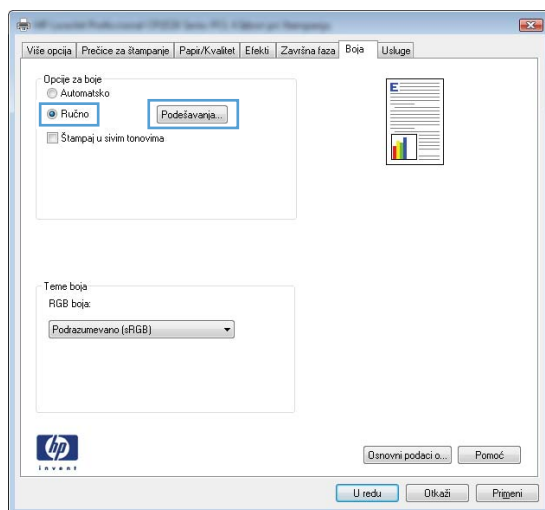 Više opcija Prečice za štampanje Papir/Kvalitet Efekti Završna faza Boja Usluge
Opcije za boje
Automatsko
Ručno Podešavanja...
Štampaj u sivim tonovima
E
Teme boja
RGB boja:
Podrazumevano (sRGB)
hp
invent
Osnovni podaci o... Pomoć
U redu Otkaži Primeni